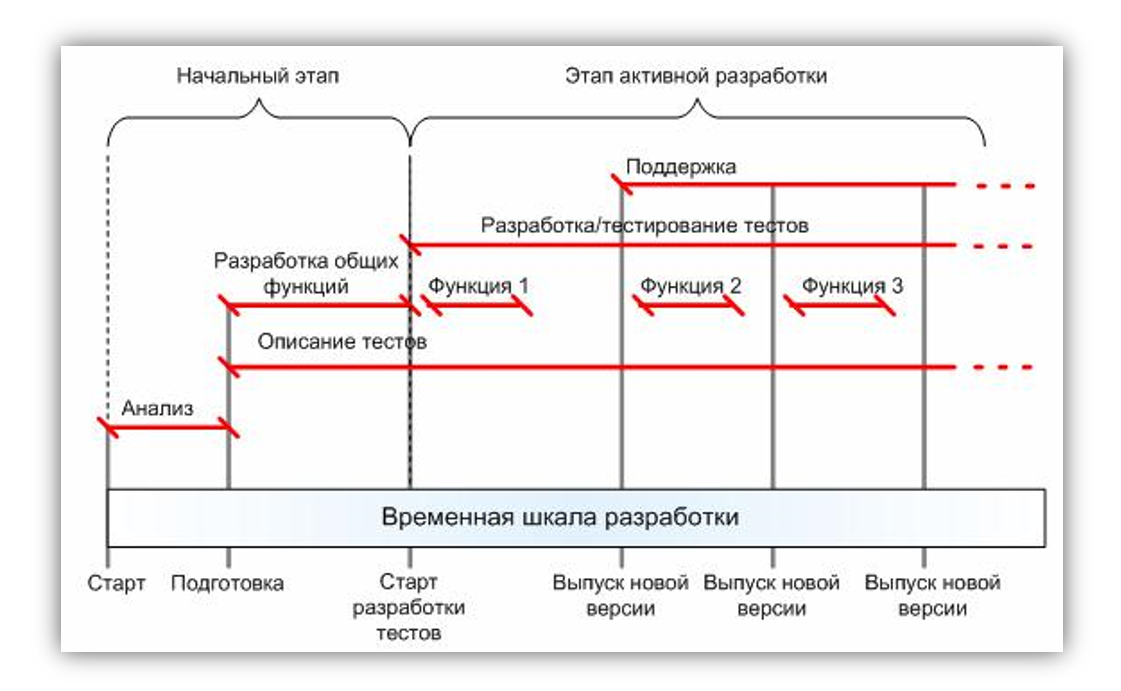 Начальный этап
Этап активной разработки
Поддержка
Разработка/тестирование тестов
Разработка общих
функций
Функция 1
Функция 2
Функция 3
Описание тестов
Анализ
Временная шкала разработки
Старт
Подготовка
Старт
разработки
тестов
Выпуск новой
версии
Выпуск новой
версии
Выпуск новой
версии